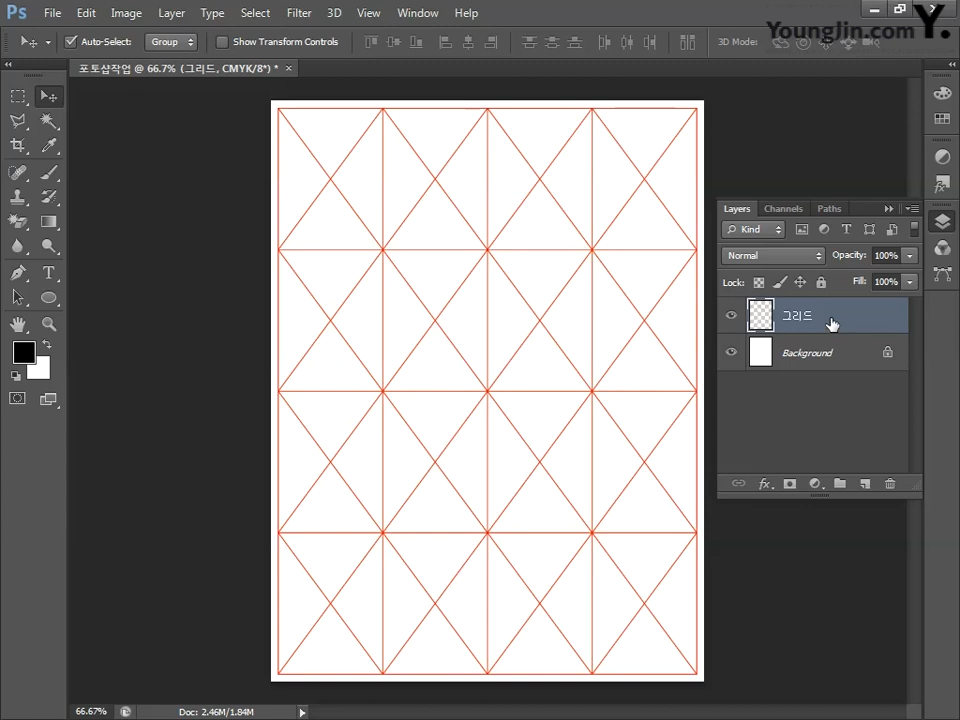 Ps File Edit Image Layer Type Select Filter 3D View Window Help
YoungJin.com Y.
Auto-Select: Group Show Transform Controls 3D Mode:
포토샵작업 @ 66.7% (그리드, CMYK/8*) *
Layers Channels Paths
Kind
Normal Opacity: 100%
Lock: Fill: 100%
그리드
Background
fx
66.67% Doc: 2.46M/1.84M